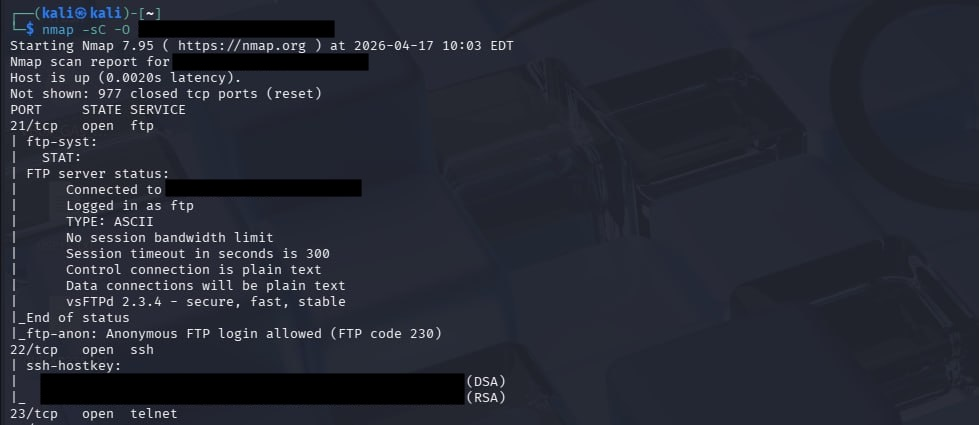 ┌──(kali㉿kali)-[~]
└─$ nmap -sC -O
Starting Nmap 7.95 ( https://nmap.org ) at 2026-04-17 10:03 EDT
Nmap scan report for
Host is up (0.0020s latency).
Not shown: 977 closed tcp ports (reset)
PORT     STATE SERVICE
21/tcp   open  ftp
| ftp-syst:
|   STAT:
| FTP server status:
|      Connected to
|      Logged in as ftp
|      TYPE: ASCII
|      No session bandwidth limit
|      Session timeout in seconds is 300
|      Control connection is plain text
|      Data connections will be plain text
|      vsFTPd 2.3.4 - secure, fast, stable
|_End of status
|_ftp-anon: Anonymous FTP login allowed (FTP code 230)
22/tcp   open  ssh
| ssh-hostkey:
|   (DSA)
|_  (RSA)
23/tcp   open  telnet